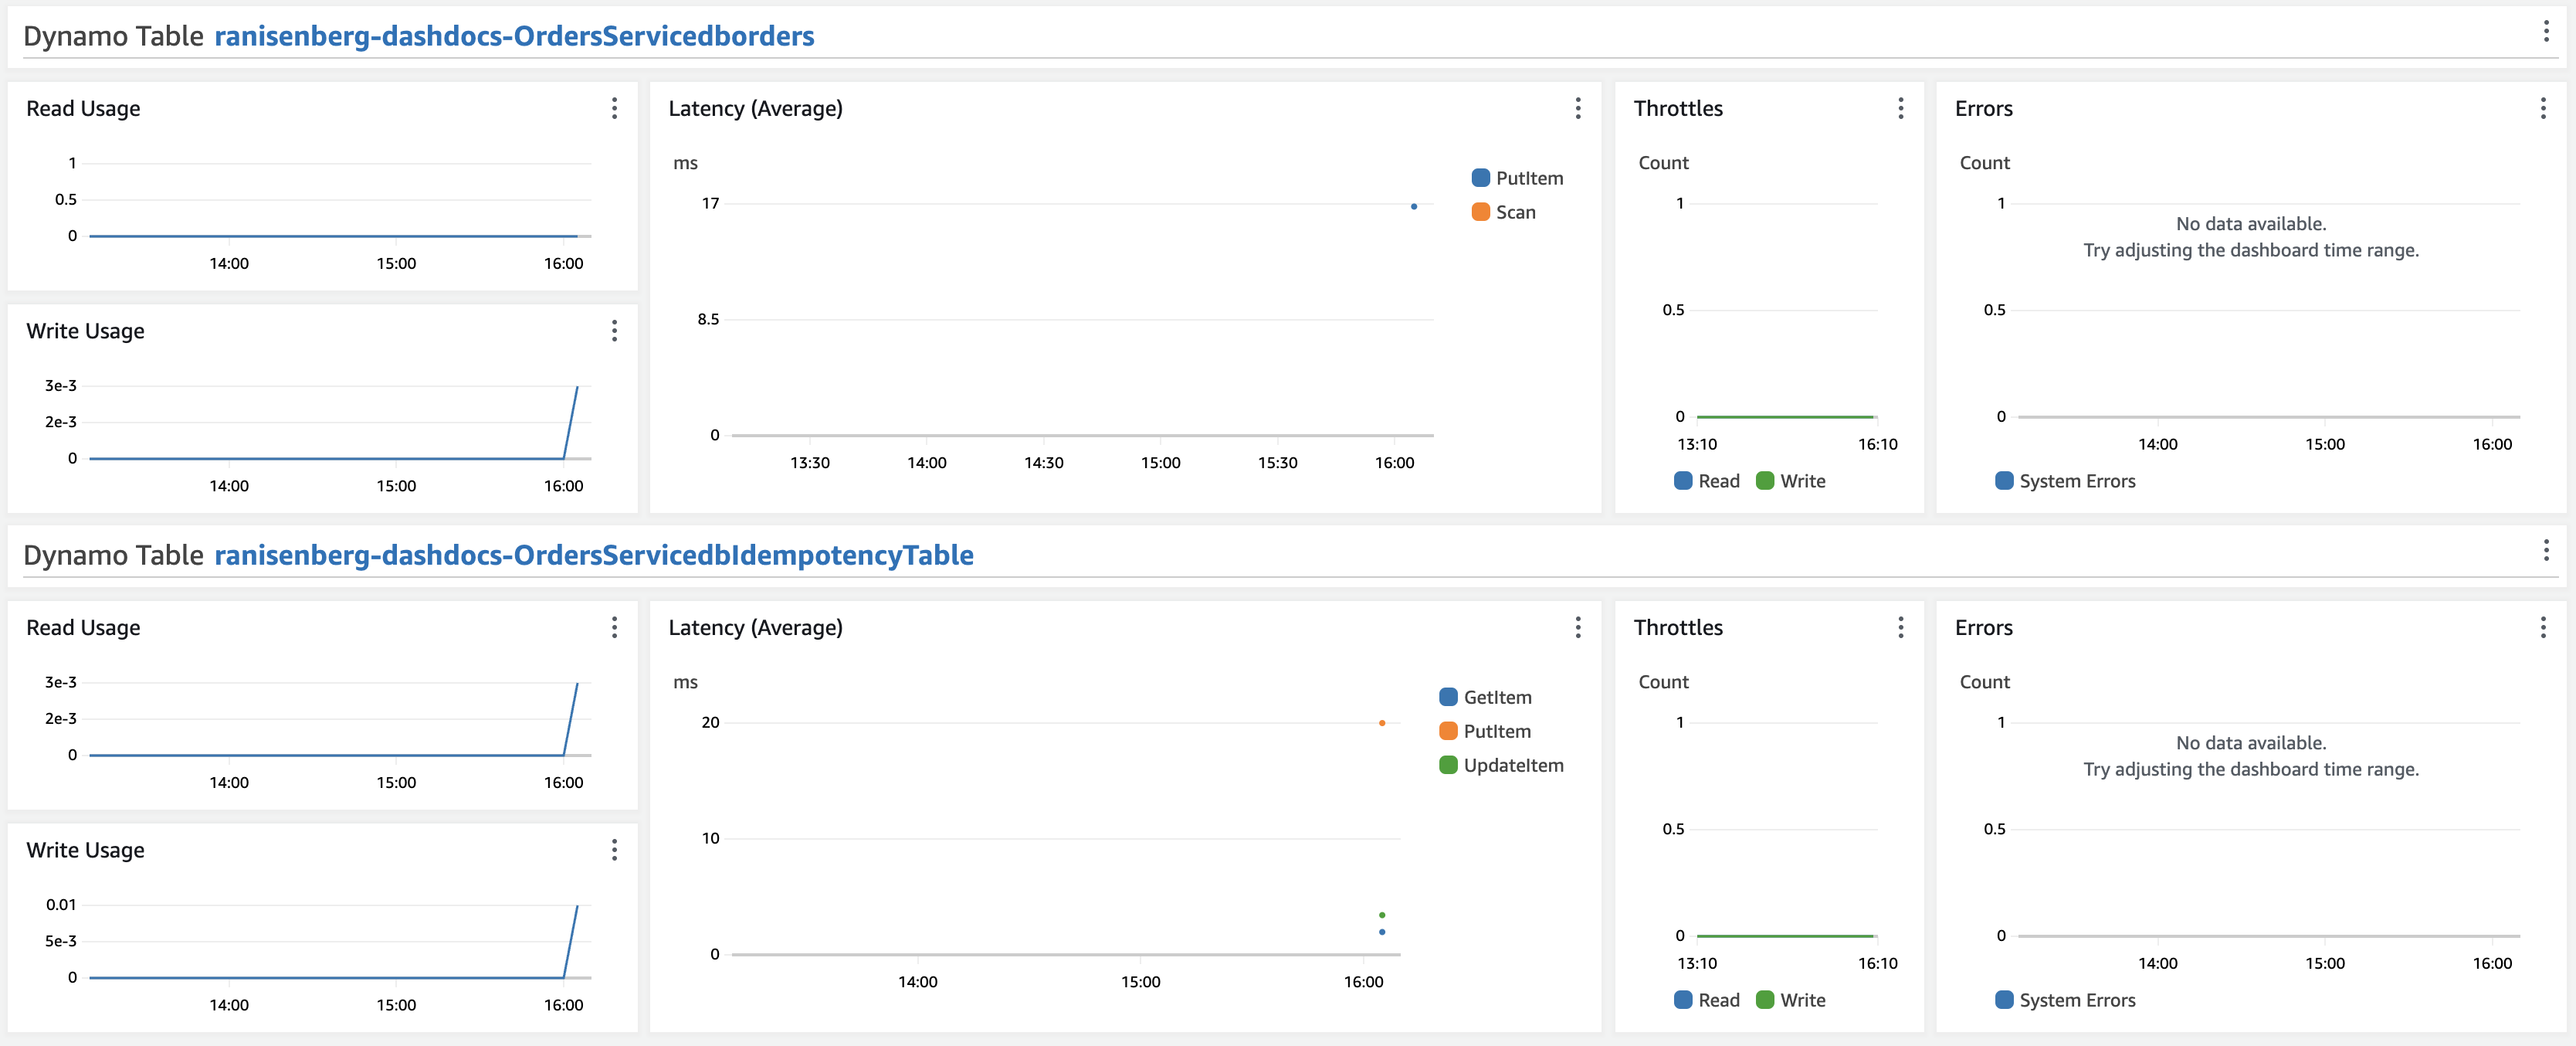 Dynamo Table ranisenberg-dashdocs-OrdersServicedborders
Read Usage
1
0.5
0
14:00 15:00 16:00
Write Usage
3e-3
2e-3
0
14:00 15:00 16:00
Latency (Average)
ms
17
8.5
0
13:30 14:00 14:30 15:00 15:30 16:00
PutItem
Scan
Throttles
Count
1
0.5
0
13:10 16:10
Read Write
Errors
Count
1
No data available.
Try adjusting the dashboard time range.
0.5
0
14:00 15:00 16:00
System Errors
Dynamo Table ranisenberg-dashdocs-OrdersServicedbIdempotencyTable
Read Usage
3e-3
2e-3
0
14:00 15:00 16:00
Write Usage
0.01
5e-3
0
14:00 15:00 16:00
Latency (Average)
ms
20
10
0
14:00 15:00 16:00
GetItem
PutItem
UpdateItem
Throttles
Count
1
0.5
0
13:10 16:10
Read Write
Errors
Count
1
No data available.
Try adjusting the dashboard time range.
0.5
0
14:00 15:00 16:00
System Errors